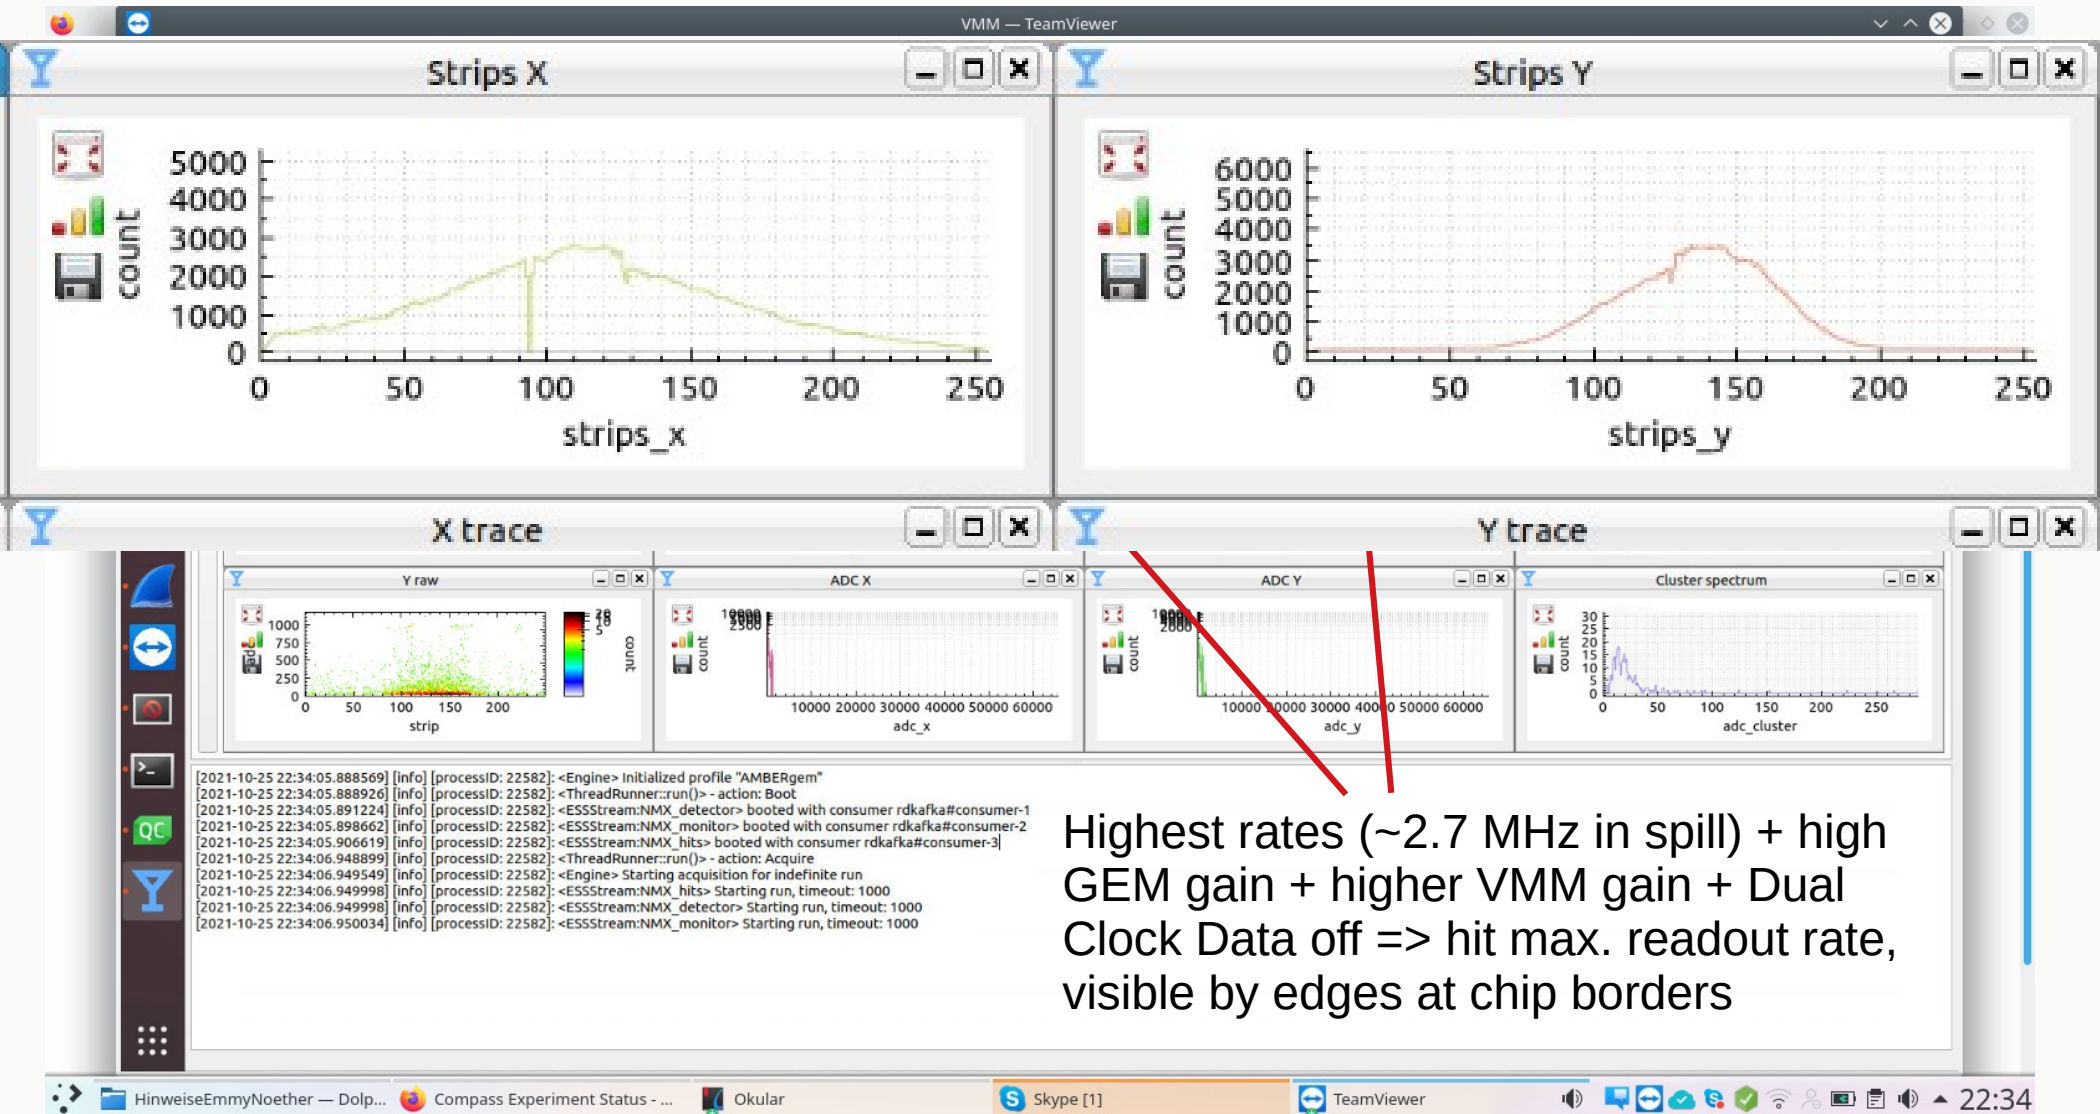 VMM — TeamViewer
Strips X
Strips Y
5000
4000
3000
2000
1000
0
count
0 50 100 150 200 250
strips_x
6000
5000
4000
3000
2000
1000
0
count
0 50 100 150 200 250
strips_y
X trace
Y trace
Y raw
ADC X
ADC Y
Cluster spectrum
1000
750
500
250
0
0 50 100 150 200
strip
5
count
2500
count
10000 20000 30000 40000 50000 60000
adc_x
2000
count
10000 20000 30000 40000 50000 60000
adc_y
30
25
20
15
10
5
0
count
0 50 100 150 200 250
adc_cluster
[2021-10-25 22:34:05.888569] [info] [processID: 22582]: <Engine> Initialized profile "AMBERgem"
[2021-10-25 22:34:05.888926] [info] [processID: 22582]: <ThreadRunner::run()> - action: Boot
[2021-10-25 22:34:05.891224] [info] [processID: 22582]: <ESSStream:NMX_detector> booted with consumer rdkafka#consumer-1
[2021-10-25 22:34:05.898662] [info] [processID: 22582]: <ESSStream:NMX_monitor> booted with consumer rdkafka#consumer-2
[2021-10-25 22:34:05.906619] [info] [processID: 22582]: <ESSStream:NMX_hits> booted with consumer rdkafka#consumer-3
[2021-10-25 22:34:06.948899] [info] [processID: 22582]: <ThreadRunner::run()> - action: Acquire
[2021-10-25 22:34:06.949549] [info] [processID: 22582]: <Engine> Starting acquisition for indefinite run
[2021-10-25 22:34:06.949998] [info] [processID: 22582]: <ESSStream:NMX_hits> Starting run, timeout: 1000
[2021-10-25 22:34:06.949998] [info] [processID: 22582]: <ESSStream:NMX_detector> Starting run, timeout: 1000
[2021-10-25 22:34:06.950034] [info] [processID: 22582]: <ESSStream:NMX_monitor> Starting run, timeout: 1000
Highest rates (~2.7 MHz in spill) + high
GEM gain + higher VMM gain + Dual
Clock Data off => hit max. readout rate,
visible by edges at chip borders
QC
HinweiseEmmyNoether — Dolp...
Compass Experiment Status - ...
Okular
Skype [1]
TeamViewer
22:34